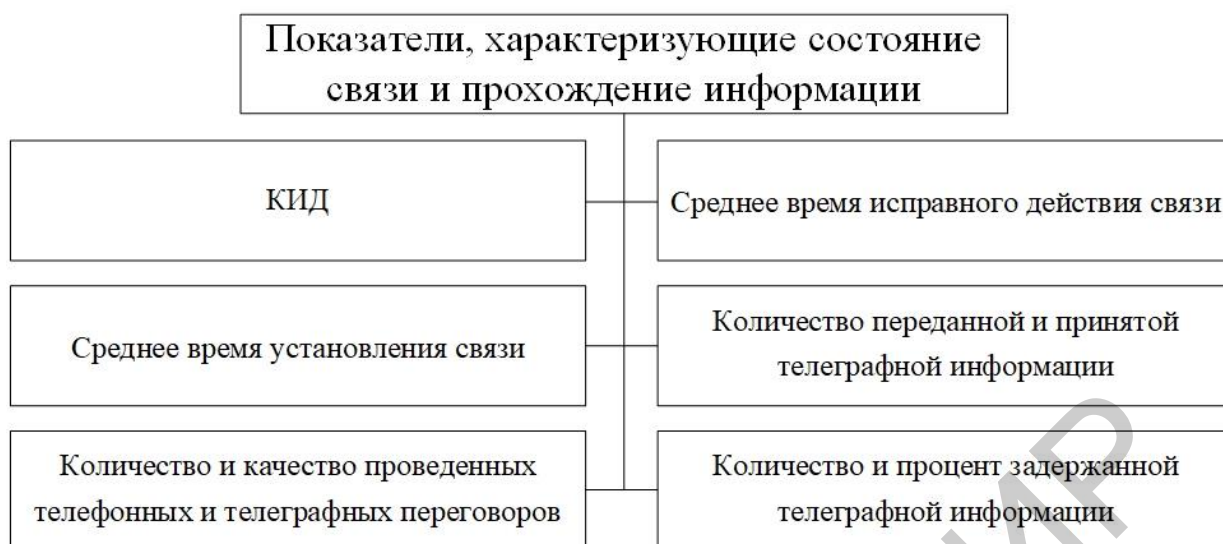 Показатели, характеризующие состояние
связи и прохождение информации
КИД
Среднее время исправного действия связи
Среднее время установления связи
Количество переданной и принятой
телеграфной информации
Количество и качество проведенных
телефонных и телеграфных переговоров
Количество и процент задержанной
телеграфной информации
ИР